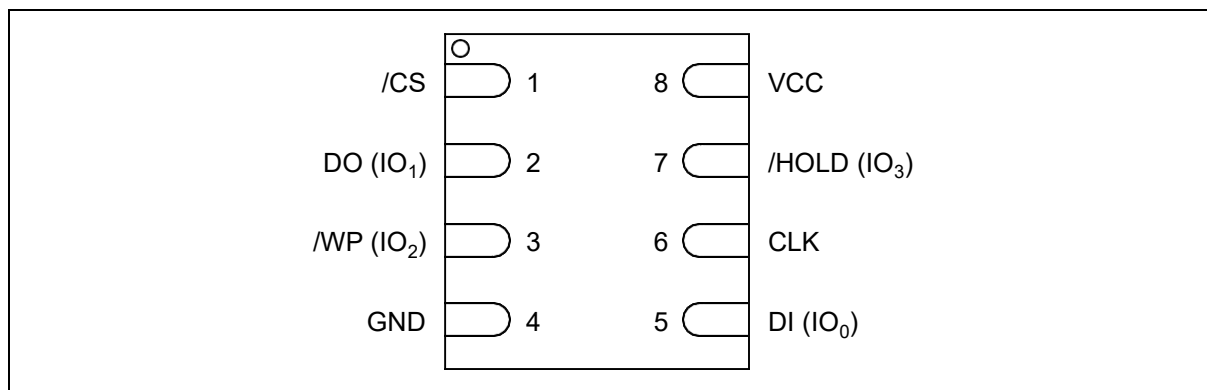 /CS 1 8 VCC
DO (IO₁) 2 7 /HOLD (IO₃)
/WP (IO₂) 3 6 CLK
GND 4 5 DI (IO₀)